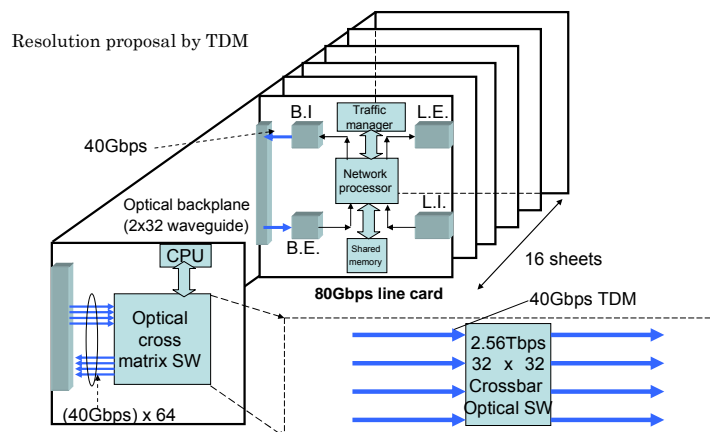 Resolution proposal by TDM
B.I
Traffic
manager
L.E.
40Gbps
Network
processor
Optical backplane
(2x32 waveguide)
L.I.
B.E.
Shared
memory
CPU
16 sheets
80Gbps line card
40Gbps TDM
Optical
cross
matrix SW
2.56Tbps
32 x 32
Crossbar
Optical SW
(40Gbps) x 64